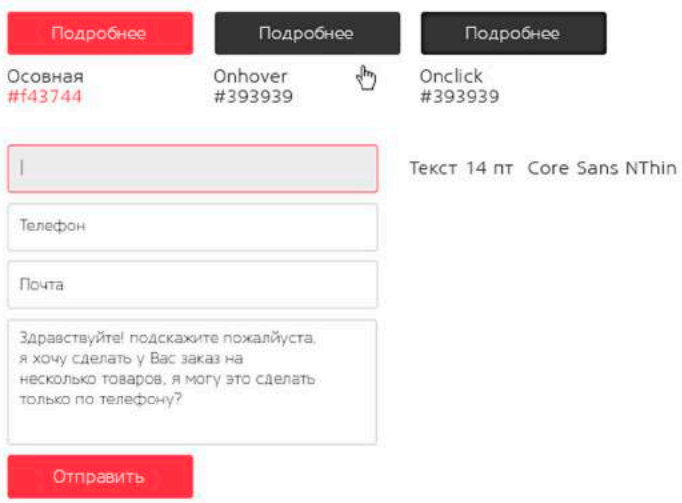 Подробнее
Подробнее
Подробнее
Осовная
#f43744
Onhover
#393939
Onclick
#393939
Текст 14 пт Core Sans NThin
Телефон
Почта
Здравствуйте! подскажите пожалйуста,
я хочу сделать у Вас заказ на
несколько товаров, я могу это сделать
только по телефону?
Отправить